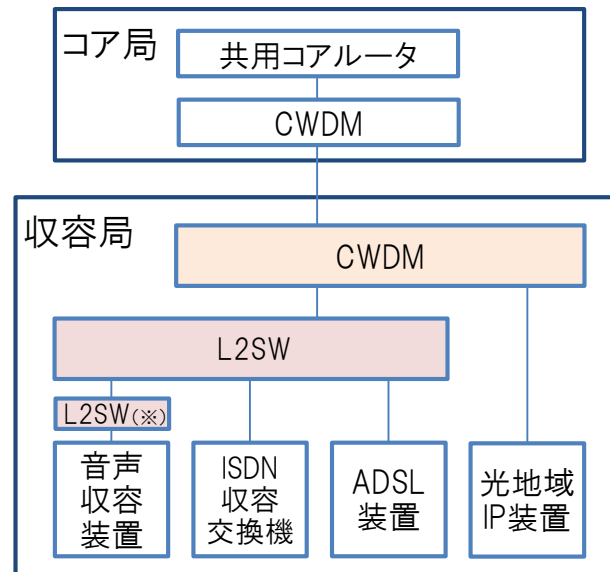 コア局
共用コアルータ
CWDM
収容局
CWDM
L2SW
L2SW(※)
音声
収容
装置
ISDN
収容
交換機
ADSL
装置
光地域
IP装置